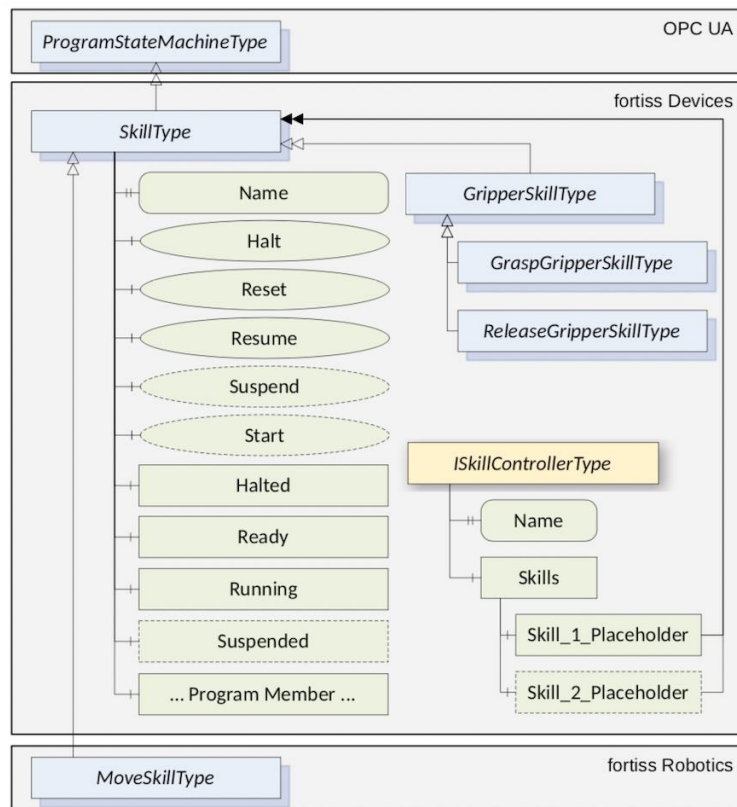 OPC UA
ProgramStateMachineType
fortiss Devices
SkillType
Name
Halt
Reset
Resume
Suspend
Start
Halted
Ready
Running
Suspended
... Program Member ...
GripperSkillType
GraspGripperSkillType
ReleaseGripperSkillType
ISkillControllerType
Name
Skills
Skill_1_Placeholder
Skill_2_Placeholder
fortiss Robotics
MoveSkillType